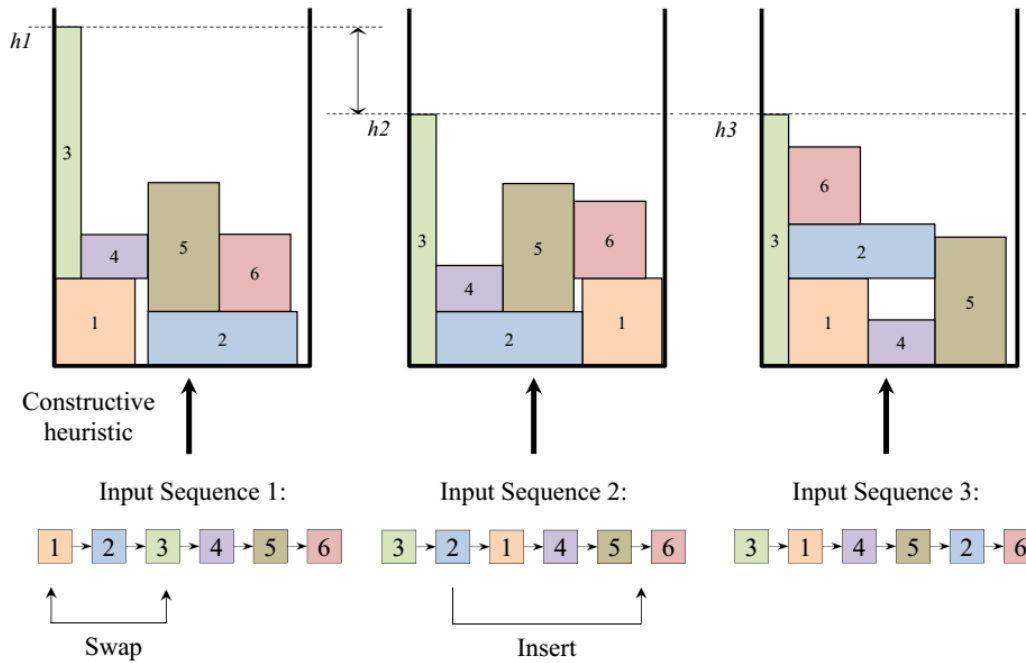 h1
3
4
5
6
1
2
h2
3
4
5
6
2
1
h3
3
6
2
1
4
5
Constructive
heuristic
Input Sequence 1:
1 2 3 4 5 6
Swap
Input Sequence 2:
3 2 1 4 5 6
Insert
Input Sequence 3:
3 1 4 5 2 6